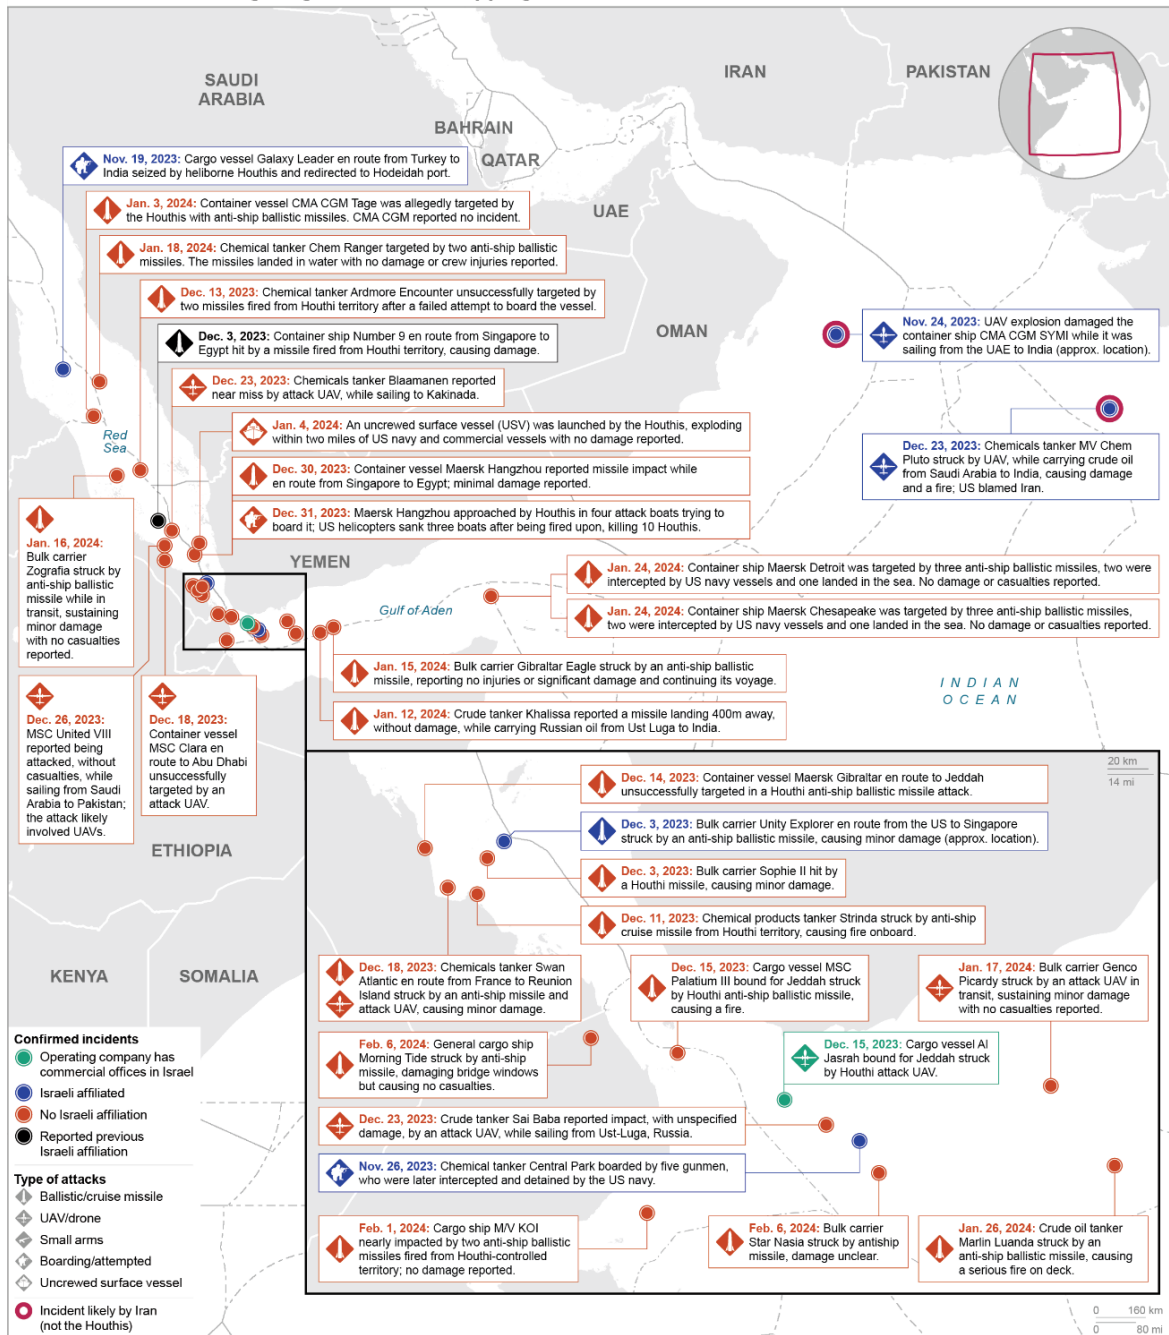 SAUDI
ARABIA
IRAN
PAKISTAN
BAHRAIN
QATAR
UAE
OMAN
Nov. 19, 2023: Cargo vessel Galaxy Leader en route from Turkey to
India seized by heliborne Houthis and redirected to Hodeidah port.
Jan. 3, 2024: Container vessel CMA CGM Tage was allegedly targeted by
the Houthis with anti-ship ballistic missiles. CMA CGM reported no incident.
Jan. 18, 2024: Chemical tanker Chem Ranger targeted by two anti-ship ballistic
missiles. The missiles landed in water with no damage or crew injuries reported.
Dec. 13, 2023: Chemical tanker Ardmore Encounter unsuccessfully targeted by
two missiles fired from Houthi territory after a failed attempt to board the vessel.
Dec. 3, 2023: Container ship Number 9 en route from Singapore to
Egypt hit by a missile fired from Houthi territory, causing damage.
Dec. 23, 2023: Chemicals tanker Blaamanen reported
near miss by attack UAV, while sailing to Kakinada.
Jan. 4, 2024: An uncrewed surface vessel (USV) was launched by the Houthis, exploding
within two miles of US navy and commercial vessels with no damage reported.
Dec. 30, 2023: Container vessel Maersk Hangzhou reported missile impact while
en route from Singapore to Egypt; minimal damage reported.
Dec. 31, 2023: Maersk Hangzhou approached by Houthis in four attack boats trying to
board it; US helicopters sank three boats after being fired upon, killing 10 Houthis.
Nov. 24, 2023: UAV explosion damaged the
container ship CMA CGM SYMI while it was
sailing from the UAE to India (approx. location).
Dec. 23, 2023: Chemicals tanker MV Chem
Pluto struck by UAV, while carrying crude oil
from Saudi Arabia to India, causing damage
and a fire; US blamed Iran.
Red
Sea
YEMEN
Gulf of Aden
INDIAN
OCEAN
Jan. 16, 2024:
Bulk carrier
Zografia struck by
anti-ship ballistic
missile while in
transit, sustaining
minor damage
with no casualties
reported.
Jan. 24, 2024: Container ship Maersk Detroit was targeted by three anti-ship ballistic missiles, two were
intercepted by US navy vessels and one landed in the sea. No damage or casualties reported.
Jan. 24, 2024: Container ship Maersk Chesapeake was targeted by three anti-ship ballistic missiles,
two were intercepted by US navy vessels and one landed in the sea. No damage or casualties reported.
Jan. 15, 2024: Bulk carrier Gibraltar Eagle struck by an anti-ship ballistic
missile, reporting no injuries or significant damage and continuing its voyage.
Jan. 12, 2024: Crude tanker Khalissa reported a missile landing 400m away,
without damage, while carrying Russian oil from Ust Luga to India.
Dec. 26, 2023:
MSC United VIII
reported being
attacked, without
casualties, while
sailing from Saudi
Arabia to Pakistan;
the attack likely
involved UAVs.
Dec. 18, 2023:
Container vessel
MSC Clara en
route to Abu Dhabi
unsuccessfully
targeted by an
attack UAV.
ETHIOPIA
KENYA
SOMALIA
20 km
14 mi
Dec. 14, 2023: Container vessel Maersk Gibraltar en route to Jeddah
unsuccessfully targeted in a Houthi anti-ship ballistic missile attack.
Dec. 3, 2023: Bulk carrier Unity Explorer en route from the US to Singapore
struck by an anti-ship ballistic missile, causing minor damage (approx. location).
Dec. 3, 2023: Bulk carrier Sophie II hit by
a Houthi missile, causing minor damage.
Dec. 11, 2023: Chemical products tanker Strinda struck by anti-ship
cruise missile from Houthi territory, causing fire onboard.
Dec. 18, 2023: Chemicals tanker Swan
Atlantic en route from France to Reunion
Island struck by an anti-ship missile and
attack UAV, causing minor damage.
Dec. 15, 2023: Cargo vessel MSC
Palatium III bound for Jeddah struck
by Houthi anti-ship ballistic missile,
causing a fire.
Jan. 17, 2024: Bulk carrier Genco
Picardy struck by an attack UAV in
transit, sustaining minor damage
with no casualties reported.
Feb. 6, 2024: General cargo ship
Morning Tide struck by anti-ship
missile, damaging bridge windows
but causing no casualties.
Dec. 15, 2023: Cargo vessel Al
Jasrah bound for Jeddah struck
by Houthi attack UAV.
Dec. 23, 2023: Crude tanker Sai Baba reported impact, with unspecified
damage, by an attack UAV, while sailing from Ust-Luga, Russia.
Nov. 26, 2023: Chemical tanker Central Park boarded by five gunmen,
who were later intercepted and detained by the US navy.
Feb. 1, 2024: Cargo ship M/V KOI
nearly impacted by two anti-ship ballistic
missiles fired from Houthi-controlled
territory; no damage reported.
Feb. 6, 2024: Bulk carrier
Star Nasia struck by antiship
missile, damage unclear.
Jan. 26, 2024: Crude oil tanker
Marlin Luanda struck by an
anti-ship ballistic missile, causing
a serious fire on deck.
Confirmed incidents
Operating company has
commercial offices in Israel
Israeli affiliated
No Israeli affiliation
Reported previous
Israeli affiliation
Type of attacks
Ballistic/cruise missile
UAV/drone
Small arms
Boarding/attempted
Uncrewed surface vessel
Incident likely by Iran
(not the Houthis)
0 160 km
0 80 mi